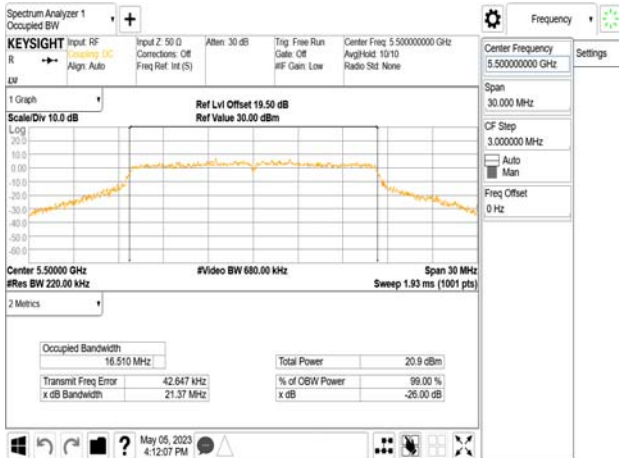 Spectrum Analyzer 1
Occupied BW
Frequency
KEYSIGHT
R
Input: RF
Coupling: DC
Align: Auto
Input Z: 50 Ω
Corrections: Off
Freq Ref: Int (S)
Atten: 30 dB
Trig: Free Run
Gate: Off
#IF Gain: Low
Center Freq: 5.500000000 GHz
Avg|Hold: 10/10
Radio Std: None
Center Frequency
5.500000000 GHz
Settings
Span
30.000 MHz
CF Step
3.000000 MHz
Auto
Man
Freq Offset
0 Hz
1 Graph
Scale/Div 10.0 dB
Ref Lvl Offset 19.50 dB
Ref Value 30.00 dBm
Log
20.0
10.0
0.00
-10.0
-20.0
-30.0
-40.0
-50.0
-60.0
Center 5.50000 GHz
#Res BW 220.00 kHz
#Video BW 680.00 kHz
Span 30 MHz
Sweep 1.93 ms (1001 pts)
2 Metrics
Occupied Bandwidth
16.510 MHz
Total Power 20.9 dBm
Transmit Freq Error 42.647 kHz
% of OBW Power 99.00 %
x dB Bandwidth 21.37 MHz
x dB -26.00 dB
?
May 05, 2023
4:12:07 PM